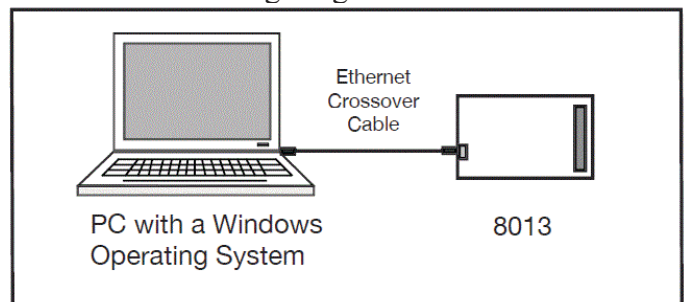 Ethernet
Crossover
Cable
PC with a Windows
Operating System
8013